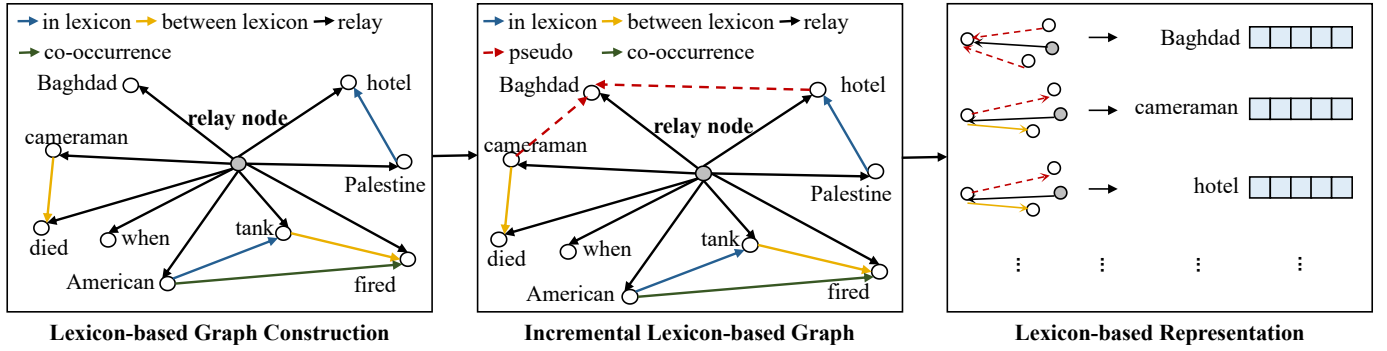 in lexicon between lexicon relay
co-occurrence
Baghdad
hotel
relay node
cameraman
Palestine
died
when
tank
American
fired
Lexicon-based Graph Construction
in lexicon between lexicon relay
pseudo co-occurrence
Baghdad
hotel
relay node
cameraman
Palestine
died
when
tank
American
fired
Incremental Lexicon-based Graph
Baghdad
cameraman
hotel
Lexicon-based Representation